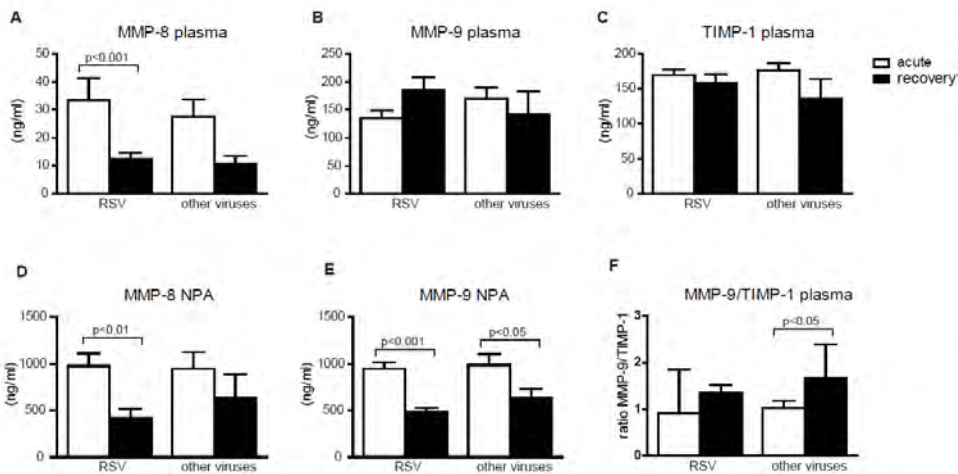 A
MMP-8 plasma
p<0.001
50
40
30
20
10
0
(ng/ml)
RSV
other viruses
B
MMP-9 plasma
250
200
150
100
50
0
(ng/ml)
RSV
other viruses
C
TIMP-1 plasma
200
150
100
50
0
(ng/ml)
RSV
other viruses
acute
recovery
D
MMP-8 NPA
p<0.01
1000
500
0
(ng/ml)
RSV
other viruses
E
MMP-9 NPA
p<0.001
p<0.05
1500
1000
500
0
(ng/ml)
RSV
other viruses
F
MMP-9/TIMP-1 plasma
p<0.05
3
2
1
0
ratio MMP-9/TIMP-1
RSV
other viruses